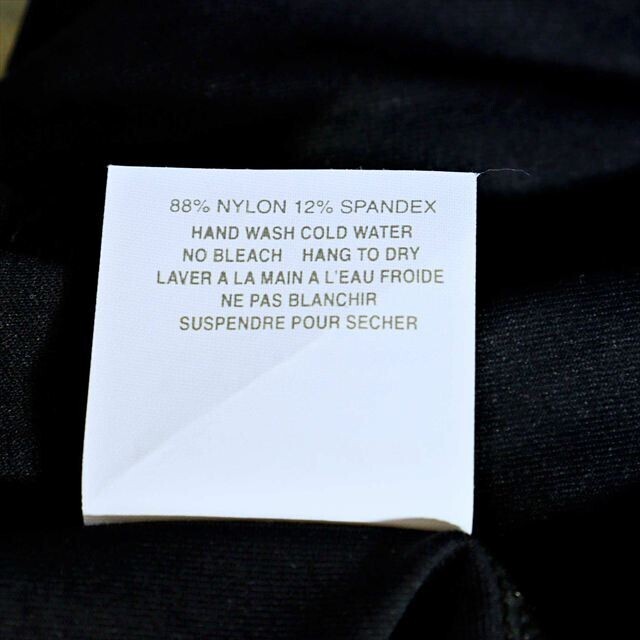 88% NYLON 12% SPANDEX
HAND WASH COLD WATER
NO BLEACH HANG TO DRY
LAVER A LA MAIN A L'EAU FROIDE
NE PAS BLANCHIR
SUSPENDRE POUR SECHER